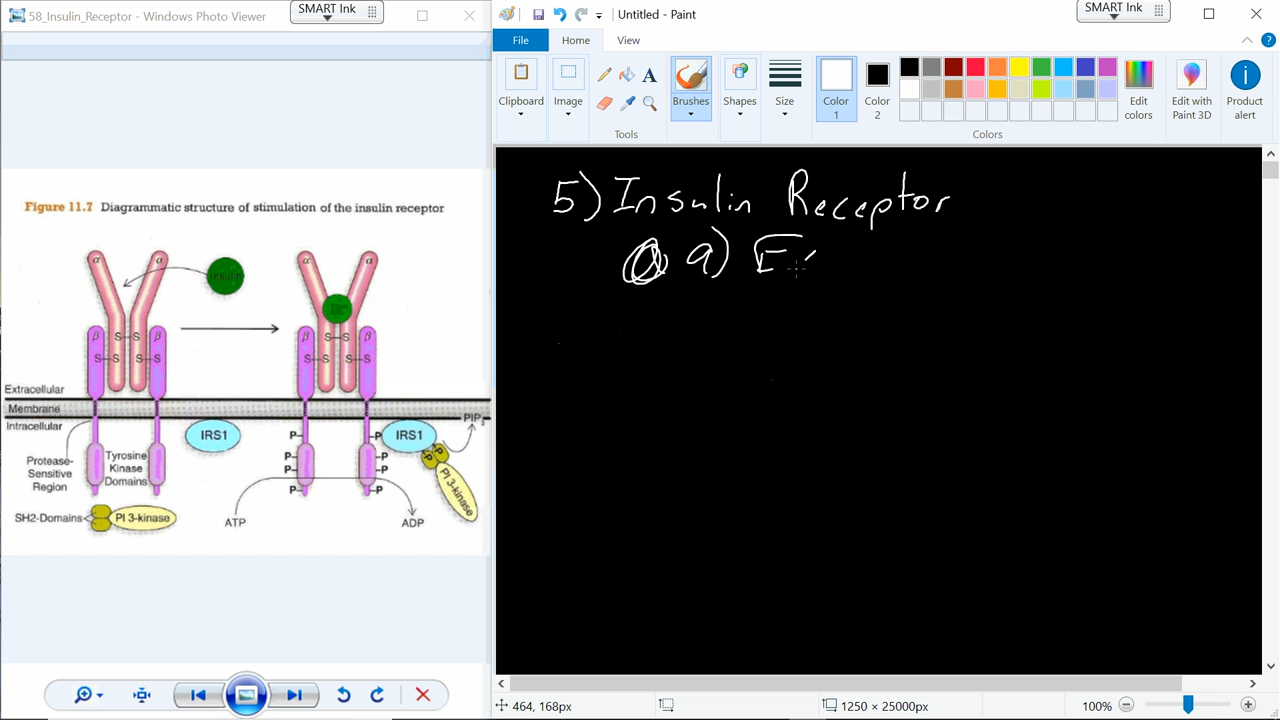 58_Insulin_Receptor - Windows Photo Viewer
SMART Ink
Figure 11.7 Diagrammatic structure of stimulation of the insulin receptor
α
α
Insulin
α
α
β
β
β
β
S
S
S
S
S
S
S
S
S
S
S
S
Extracellular
Membrane
Intracellular
PIP3
IRS1
IRS1
P
P
P
P
P
P
P
P
P
P
Protease-
Sensitive
Region
Tyrosine
Kinase
Domains
PI 3-kinase
SH2-Domains
PI 3-kinase
ATP
ADP
Untitled - Paint
SMART Ink
File
Home
View
Clipboard
Image
Tools
Brushes
Shapes
Size
Color
1
Color
2
Edit
colors
Edit with
Paint 3D
Product
alert
Colors
5) Insulin Receptor
a)
464, 168px
1250 × 25000px
100%